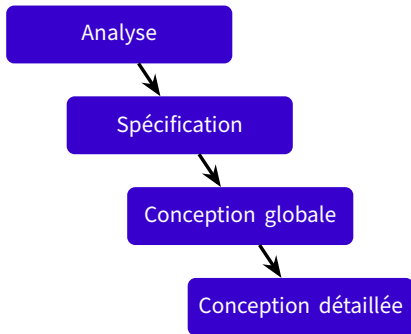 Analyse
Spécification
Conception globale
Conception détaillée